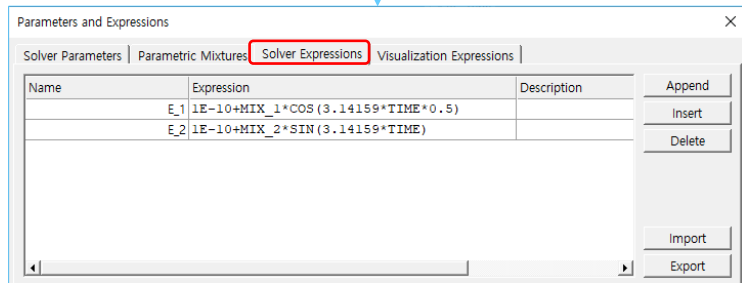 Parameters and Expressions
Solver Parameters Parametric Mixtures Solver Expressions Visualization Expressions
Name Expression Description
E_1 1E-10+MIX_1*COS(3.14159*TIME*0.5)
E_2 1E-10+MIX_2*SIN(3.14159*TIME)
Append
Insert
Delete
Import
Export